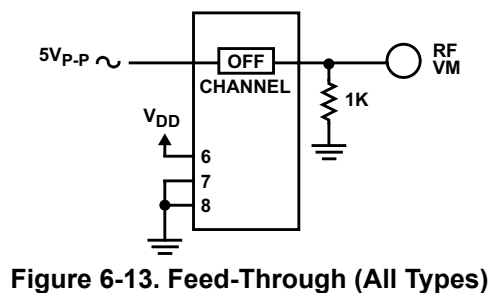 5VP-P
OFF
CHANNEL
RF
VM
1K
VDD
6
7
8
Figure 6-13. Feed-Through (All Types)